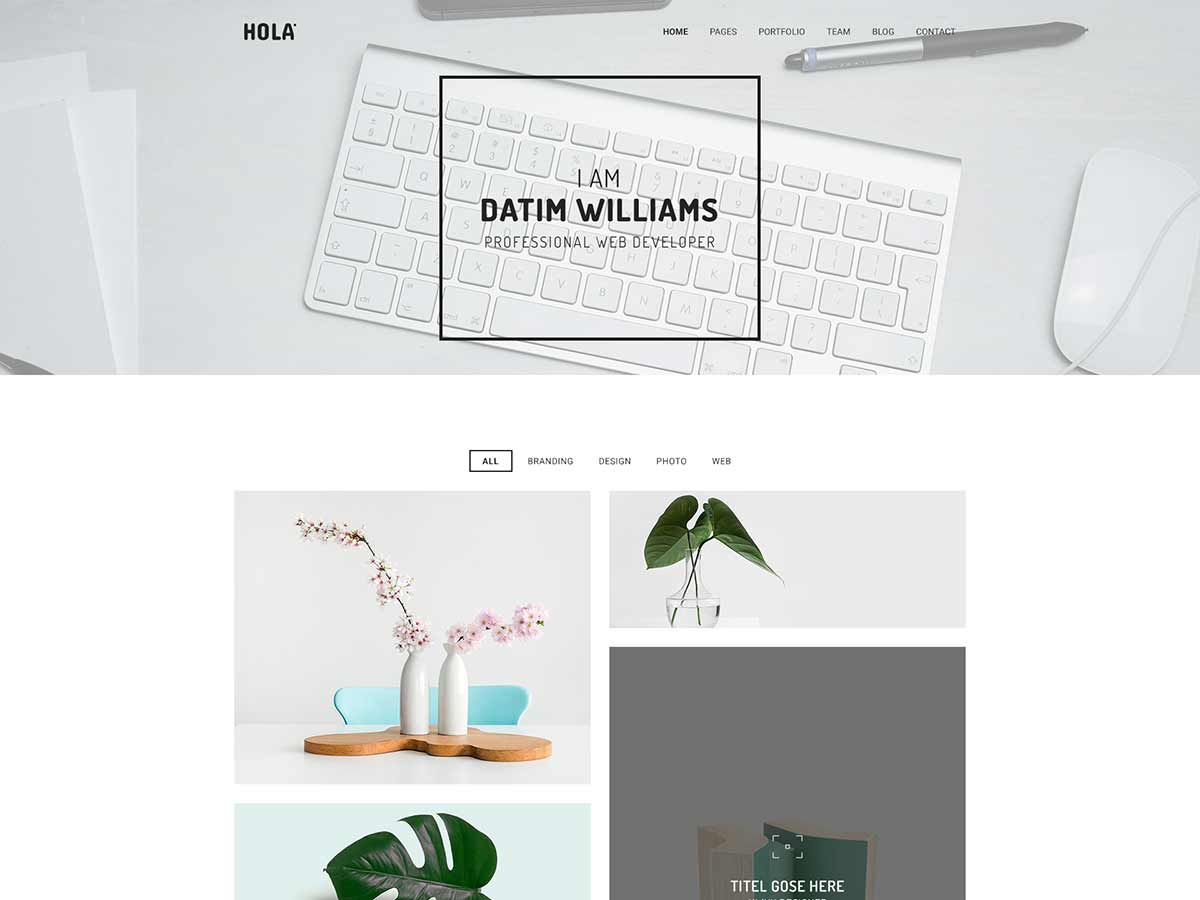 HOLA
HOME PAGES PORTFOLIO TEAM BLOG CONTACT
I AM
DATIM WILLIAMS
PROFESSIONAL WEB DEVELOPER
ALL BRANDING DESIGN PHOTO WEB
TITEL GOSE HERE